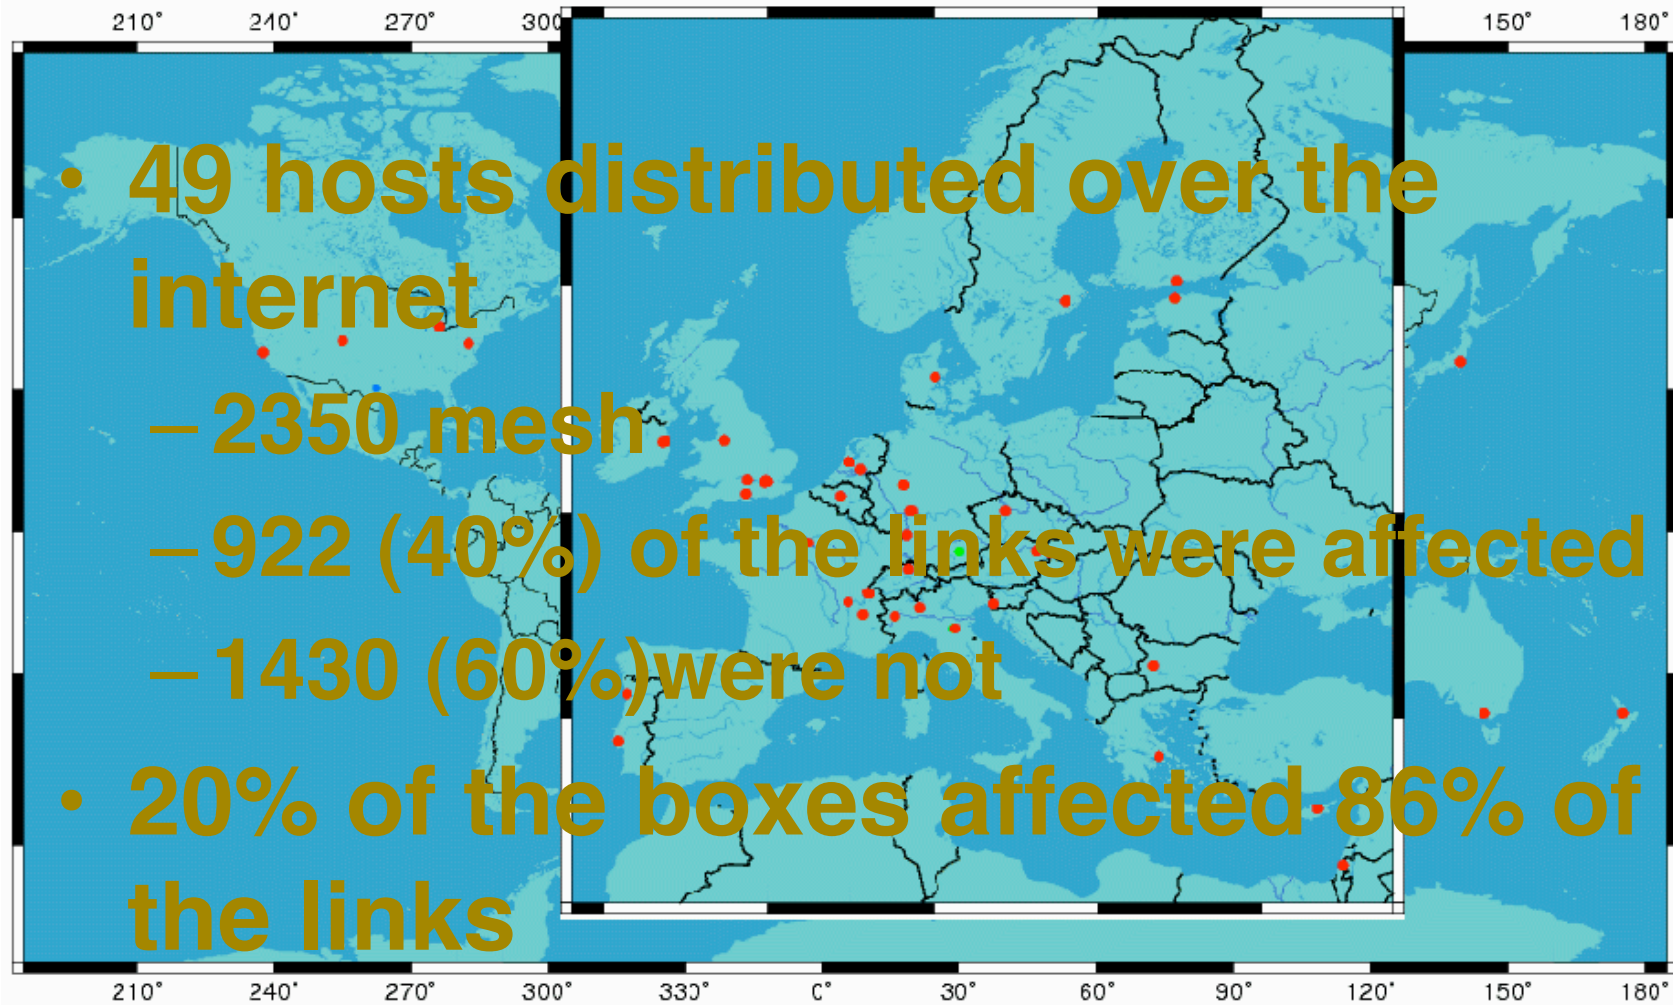 210° 240° 270° 300 150° 180°
• 49 hosts distributed over the
internet
– 2350 mesh
– 922 (40%) of the links were affected
– 1430 (60%)were not
• 20% of the boxes affected 86% of
the links
210° 240° 270° 300° 330° 0° 30° 60° 90° 120° 150° 180°